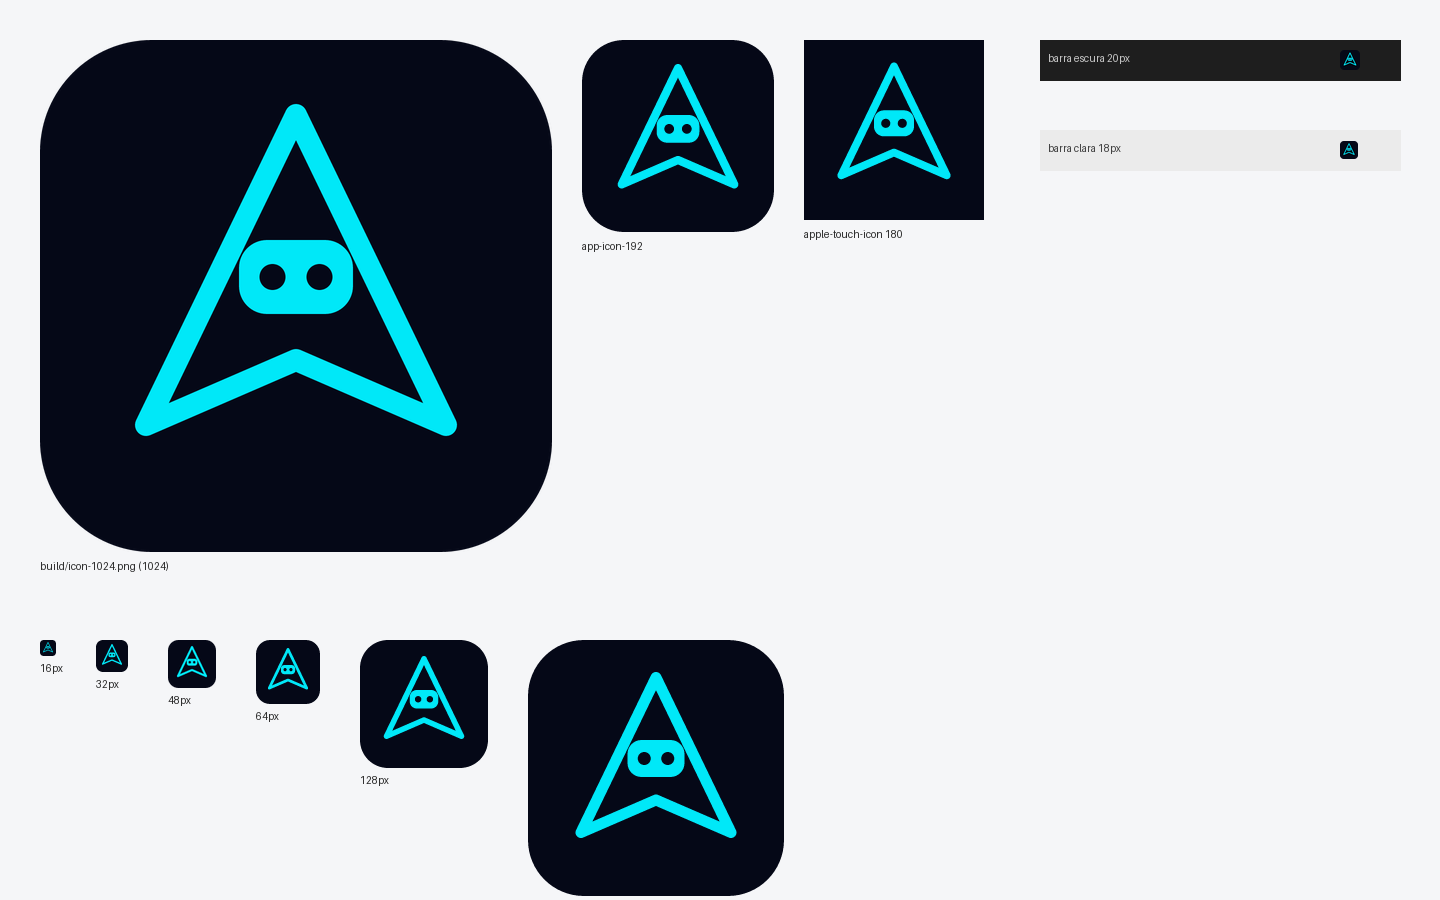 barra escura 20px
barra clara 18px
app-icon-192
apple-touch-icon 180
build/icon-1024.png (1024)
16px
32px
48px
64px
128px